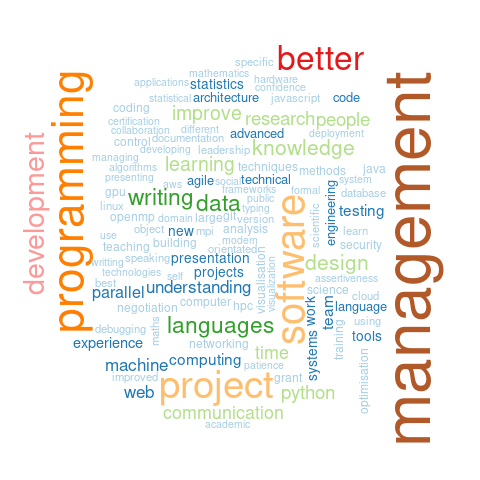 better
specific
mathematics
applications statistics hardware
confidence
statistical architecture javascript code
coding improve research people
certification
collaboration different advanced deployment
control documentation
developing leadership knowledge
managing learning techniques methods java
algorithms
presenting agile social technical system
gpu aws frameworks formal database
linux writing data public
typing testing
openmp domain large git version
use object new mpi analysis learn
teaching building modern security
orientated
writting speaking presentation design
technologies self projects science assertiveness
best understanding
parallel computer hpc cloud
negotiation language
languages using
debugging tools
experience networking
time
machine computing patience
improved project grant
web python
communication
academic
development
programming
maths
visualisation
visualization
software
scientific
engineering
systems work
team
training
optimisation
management